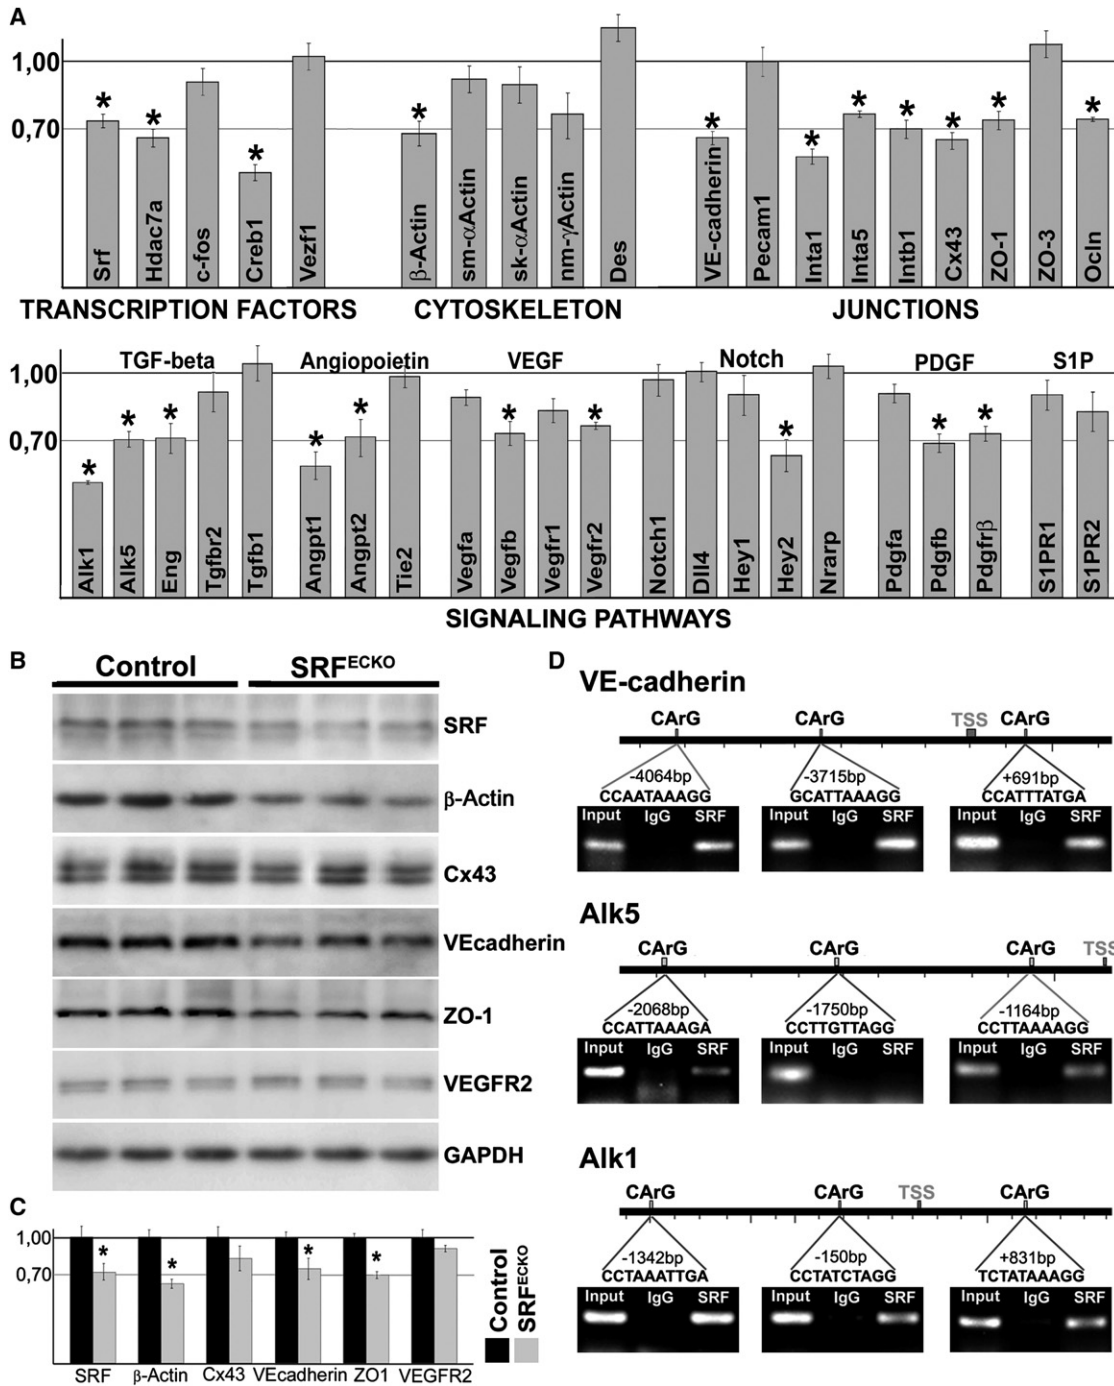 A
1,00
0,70
* * * * * * * * * * * *
Srf
Hdac7a
c-fos
Creb1
Vezf1
β-Actin
sm-αActin
sk-αActin
nm-γActin
Des
VE-cadherin
Pecam1
Inta1
Inta5
Intb1
Cx43
ZO-1
ZO-3
Ocln
TRANSCRIPTION FACTORS CYTOSKELETON JUNCTIONS
TGF-beta Angiopoietin VEGF Notch PDGF S1P
1,00
0,70
* * * * * * * * * *
Alk1
Alk5
Eng
Tgfbr2
Tgfb1
Angpt1
Angpt2
Tie2
Vegfa
Vegfb
Vegfr1
Vegfr2
Notch1
Dll4
Hey1
Hey2
Nrarp
Pdgfa
Pdgfb
Pdgfrβ
S1PR1
S1PR2
SIGNALING PATHWAYS
B
Control SRFECKO
SRF
β-Actin
Cx43
VEcadherin
ZO-1
VEGFR2
GAPDH
C
1,00
0,70
* * * *
SRF β-Actin Cx43 VEcadherin ZO1 VEGFR2
Control
SRFECKO
D
VE-cadherin
CArG CArG TSS CArG
-4064bp -3715bp +691bp
CCAATAAAGG GCATTAAAGG CCATTTATGA
Input IgG SRF Input IgG SRF Input IgG SRF
Alk5
CArG CArG CArG TSS
-2068bp -1750bp -1164bp
CCATTAAAGA CCTTGTTAGG CCTTAAAAGG
Input IgG SRF Input IgG SRF Input IgG SRF
Alk1
CArG CArG TSS CArG
-1342bp -150bp +831bp
CCTAAATTGA CCTATCTAGG TCTATAAAGG
Input IgG SRF Input IgG SRF Input IgG SRF